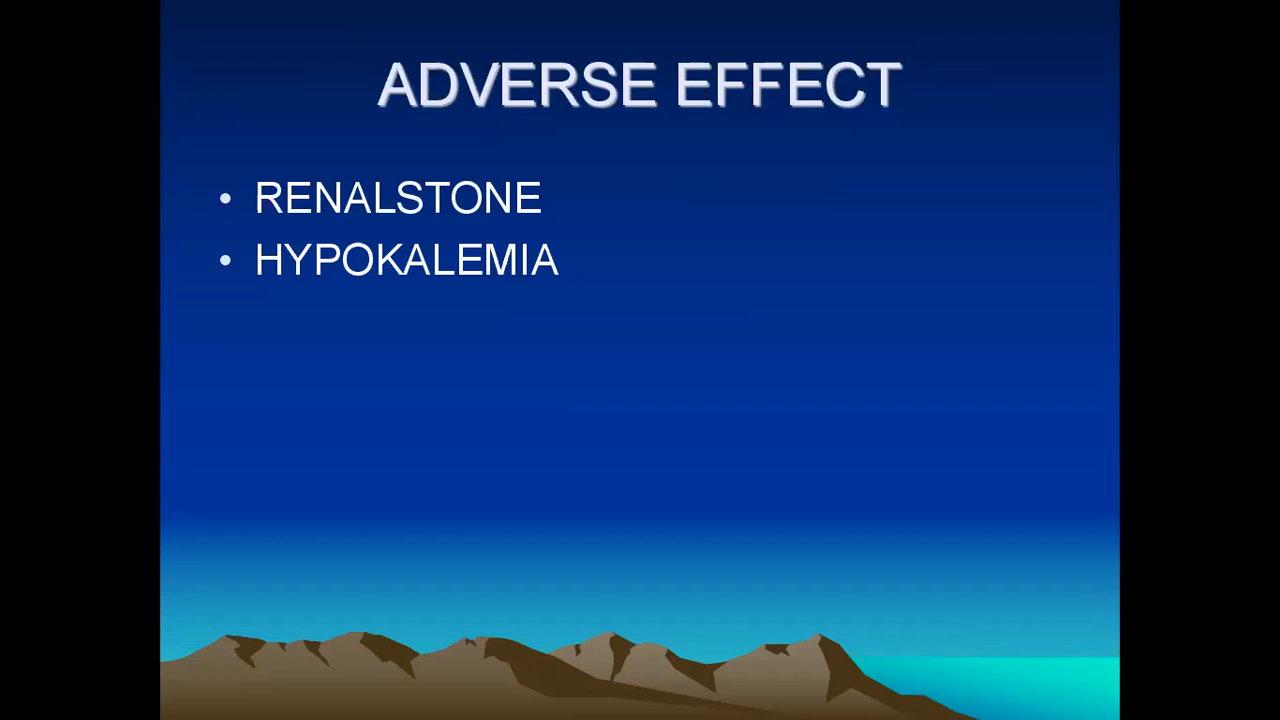 ADVERSE EFFECT
• RENALSTONE
• HYPOKALEMIA